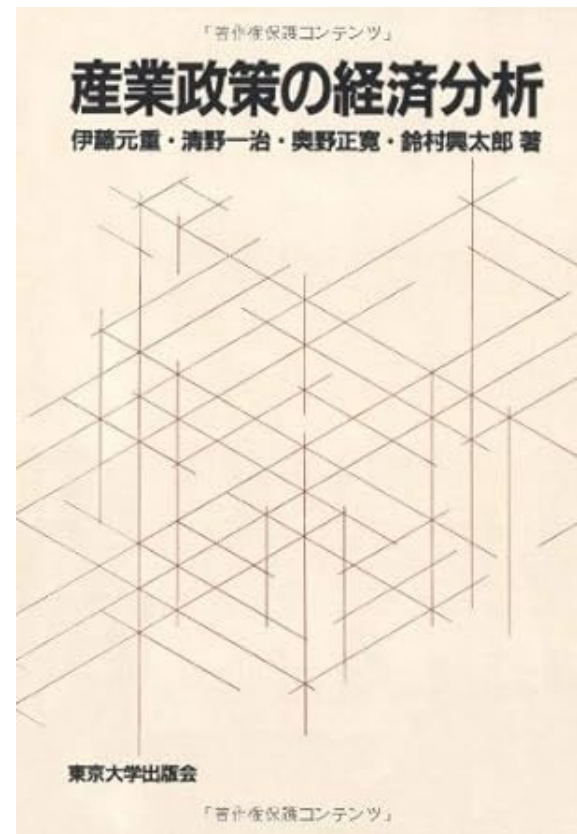 「著作権保護コンテンツ」
産業政策の経済分析
伊藤元重・清野一治・奥野正寛・鈴村興太郎 著
東京大学出版会
「著作権保護コンテンツ」